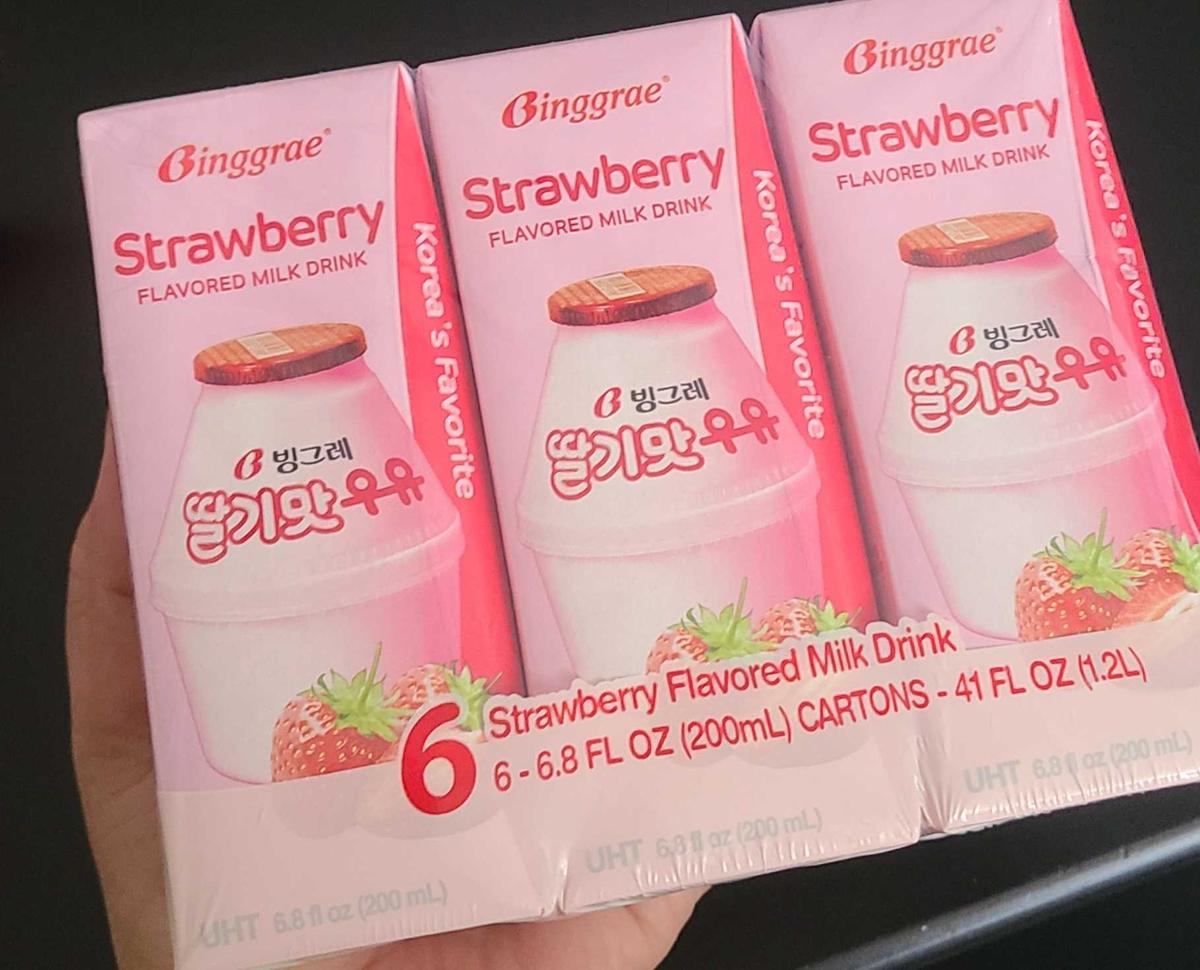 Binggrae®
Strawberry
FLAVORED MILK DRINK
Korea's Favorite
빙그레
딸기맛우유
UHT 6.8 fl oz (200 mL)
Binggrae®
Strawberry
FLAVORED MILK DRINK
Korea's Favorite
빙그레
딸기맛우유
UHT 6.8 fl oz (200 mL)
Binggrae®
Strawberry
FLAVORED MILK DRINK
Korea's Favorite
빙그레
딸기맛우유
UHT 6.8 fl oz (200 mL)
6 Strawberry Flavored Milk Drink
6 - 6.8 FL OZ (200mL) CARTONS - 41 FL OZ (1.2L)